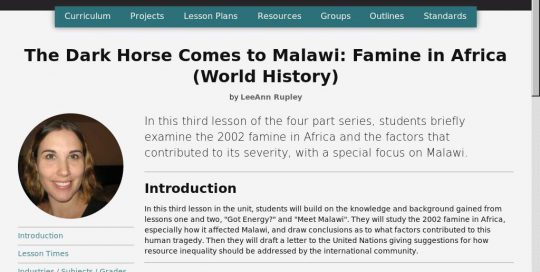 Curriculum Projects Lesson Plans Resources Groups Outlines Standards
The Dark Horse Comes to Malawi: Famine in Africa
(World History)
by LeeAnn Rupley
In this third lesson of the four part series, students briefly
examine the 2002 famine in Africa and the factors that
contributed to its severity, with a special focus on Malawi.
Introduction
In this third lesson in the unit, students will build on the knowledge and background gained from
lessons one and two, "Got Energy?" and "Meet Malawi". They will study the 2002 famine in Africa,
especially how it affected Malawi, and draw conclusions as to what factors contributed to this
human tragedy. Then they will draft a letter to the United Nations giving suggestions for how
resource inequality should be addressed by the international community.
Introduction
Lesson Times
Industries / Subjects / Grades